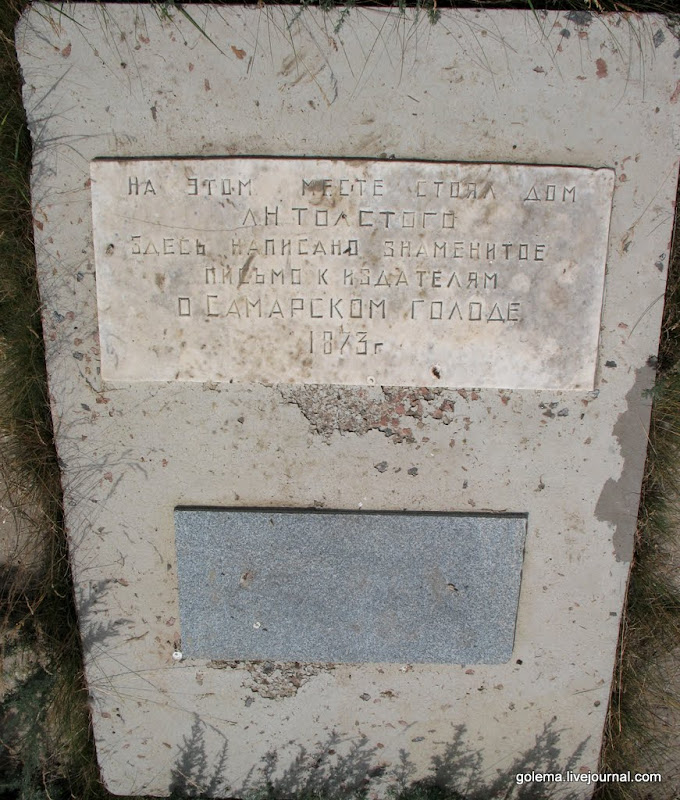 НА ЭТОМ МЕСТЕ СТОЯЛ ДОМ
Л.Н.ТОЛСТОГО
ЗДЕСЬ НАПИСАНО ЗНАМЕНИТОЕ
ПИСЬМО К ИЗДАТЕЛЯМ
О САМАРСКОМ ГОЛОДЕ
1873г.
golema.livejournal.com